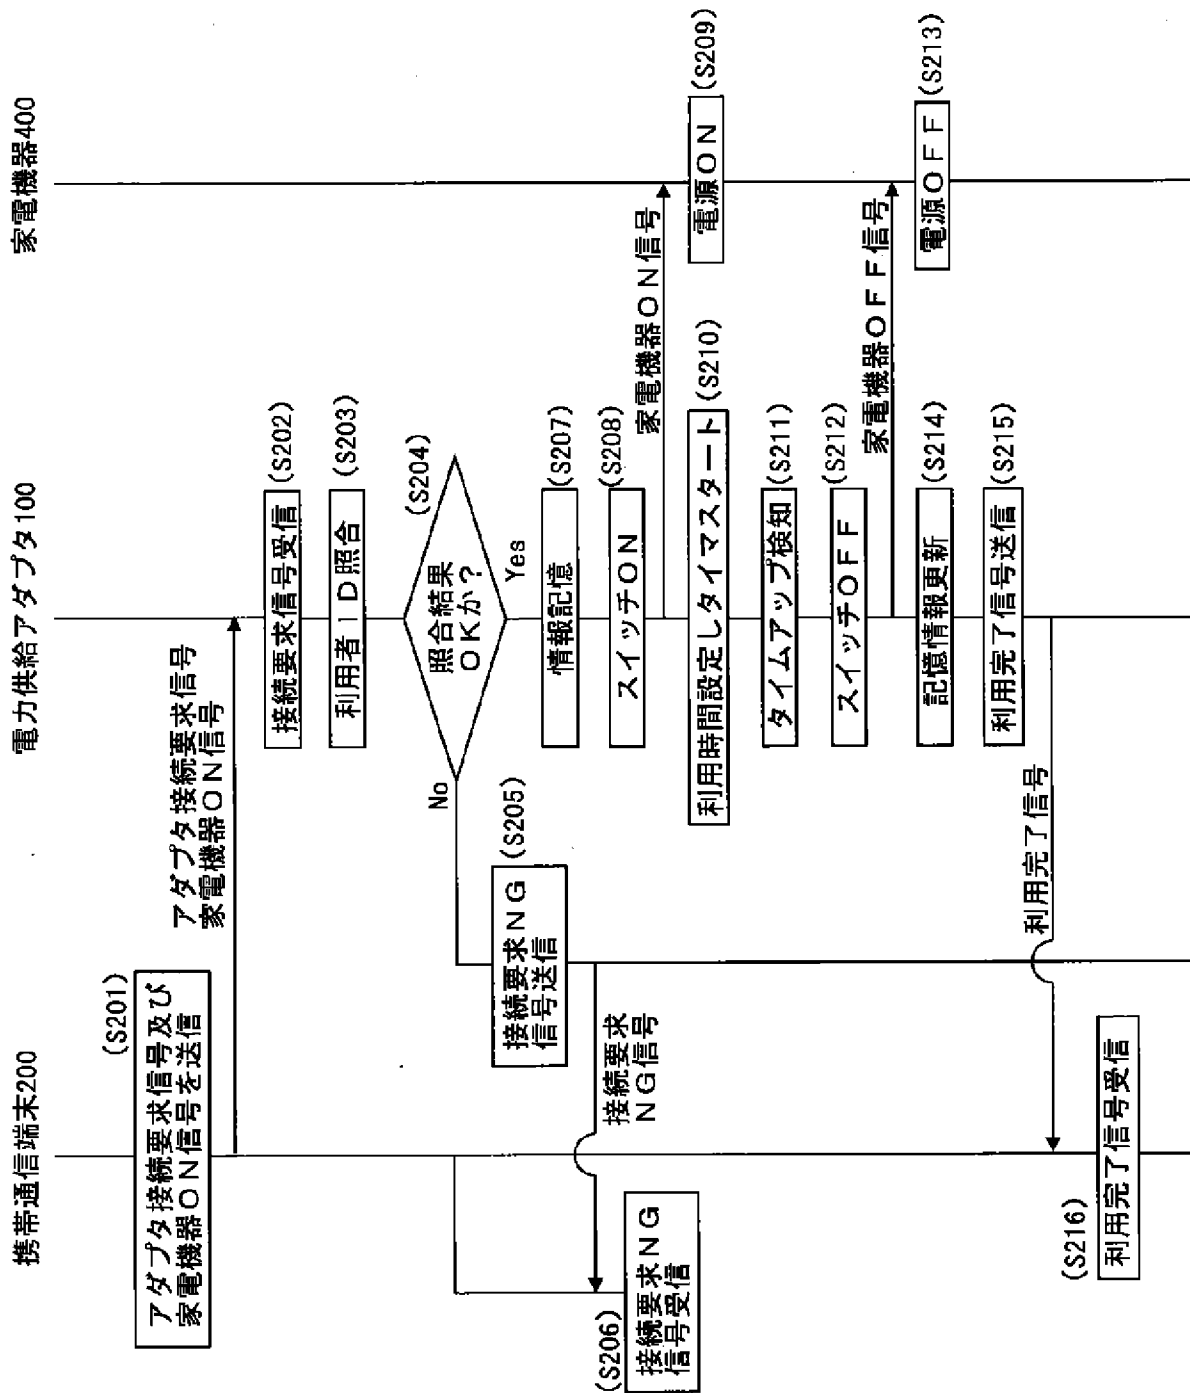 携帯通信端末200
電力供給アダプタ100
家電機器400
(S201)
アダプタ接続要求信号及び
家電機器ON信号を送信
アダプタ接続要求信号
家電機器ON信号
接続要求信号受信
(S202)
利用者ID照合
(S203)
(S204)
照合結果
OKか?
No
Yes
(S205)
接続要求NG
信号送信
接続要求
NG信号
(S206)
接続要求NG
信号受信
情報記憶
(S207)
スイッチON
(S208)
家電機器ON信号
電源ON
(S209)
利用時間設定しタイマスタート
(S210)
タイムアップ検知
(S211)
スイッチOFF
(S212)
家電機器OFF信号
電源OFF
(S213)
記憶情報更新
(S214)
利用完了信号送信
(S215)
利用完了信号
(S216)
利用完了信号受信